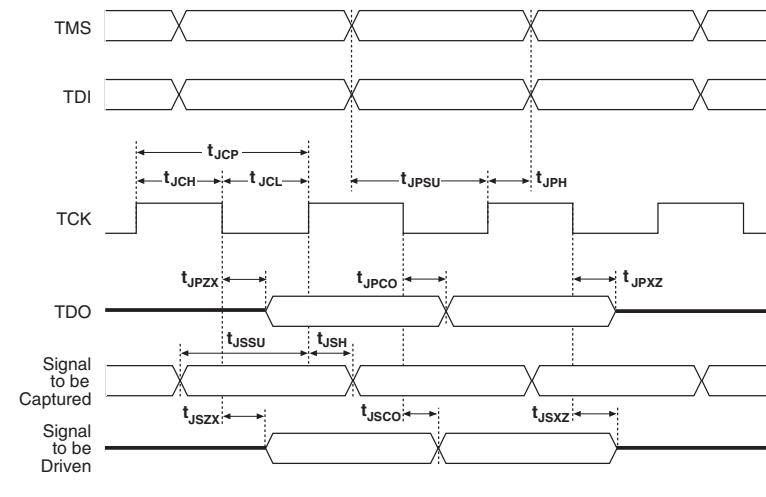 TMS
TDI
tJCP
tJCH tJCL tJPSU tJPH
TCK
tJPZX tJPCO tJPXZ
TDO
tJSSU tJSH
Signal
to be
Captured
tJSZX tJSCO tJSXZ
Signal
to be
Driven